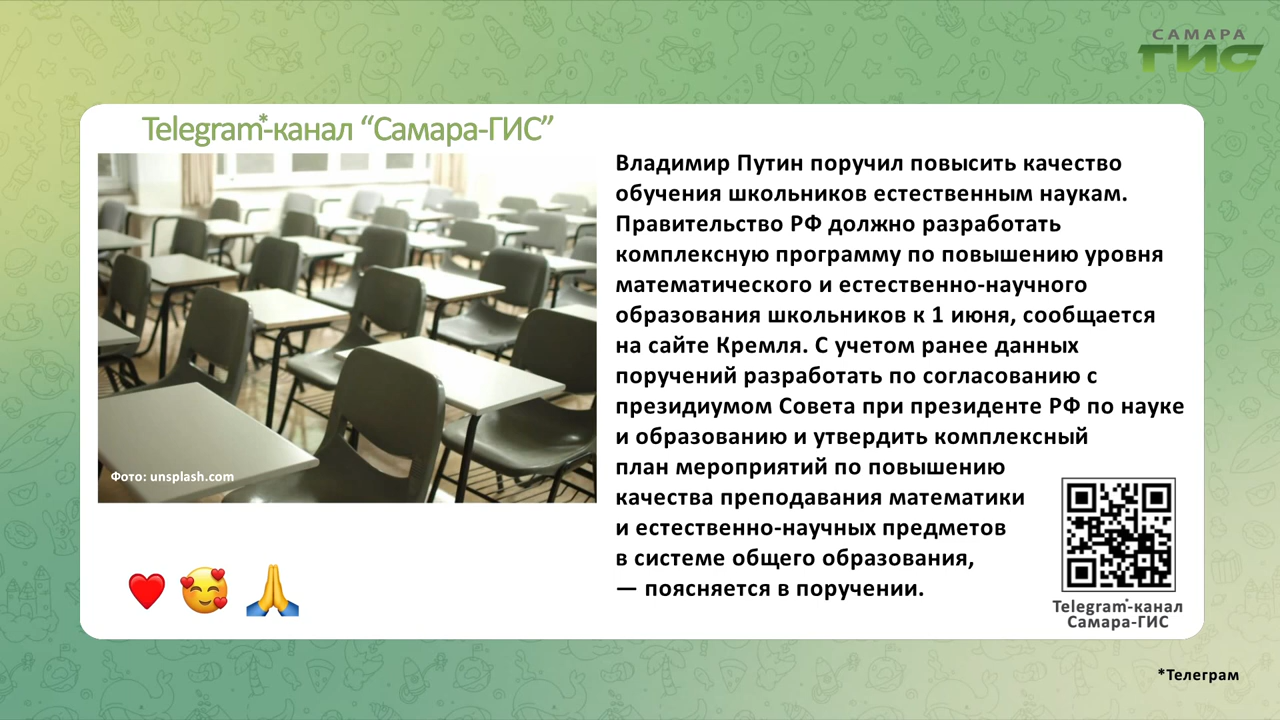 САМАРА
ГИС
Telegram*-канал “Самара-ГИС”
Владимир Путин поручил повысить качество
обучения школьников естественным наукам.
Правительство РФ должно разработать
комплексную программу по повышению уровня
математического и естественно-научного
образования школьников к 1 июня, сообщается
на сайте Кремля. С учетом ранее данных
поручений разработать по согласованию с
президиумом Совета при президенте РФ по науке
и образованию и утвердить комплексный
план мероприятий по повышению
качества преподавания математики
и естественно-научных предметов
в системе общего образования,
— поясняется в поручении.
Фото: unsplash.com
Telegram*-канал
Самара-ГИС
*Телеграм